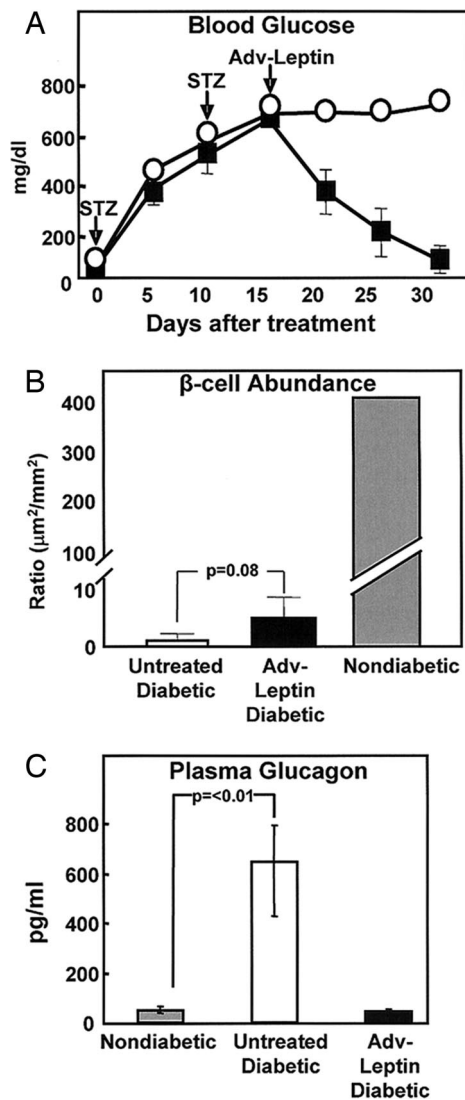 A
Blood Glucose
Adv-Leptin
STZ
800
600
mg/dl
400
STZ
200
0
0 5 10 15 20 25 30
Days after treatment
B
β-cell Abundance
400
300
200
100
Ratio (μm²/mm²)
p=0.08
10
0
Untreated Diabetic
Adv-
Leptin
Diabetic
Nondiabetic
C
Plasma Glucagon
p=<0.01
800
600
pg/ml
400
200
0
Nondiabetic
Untreated
Diabetic
Adv-
Leptin
Diabetic